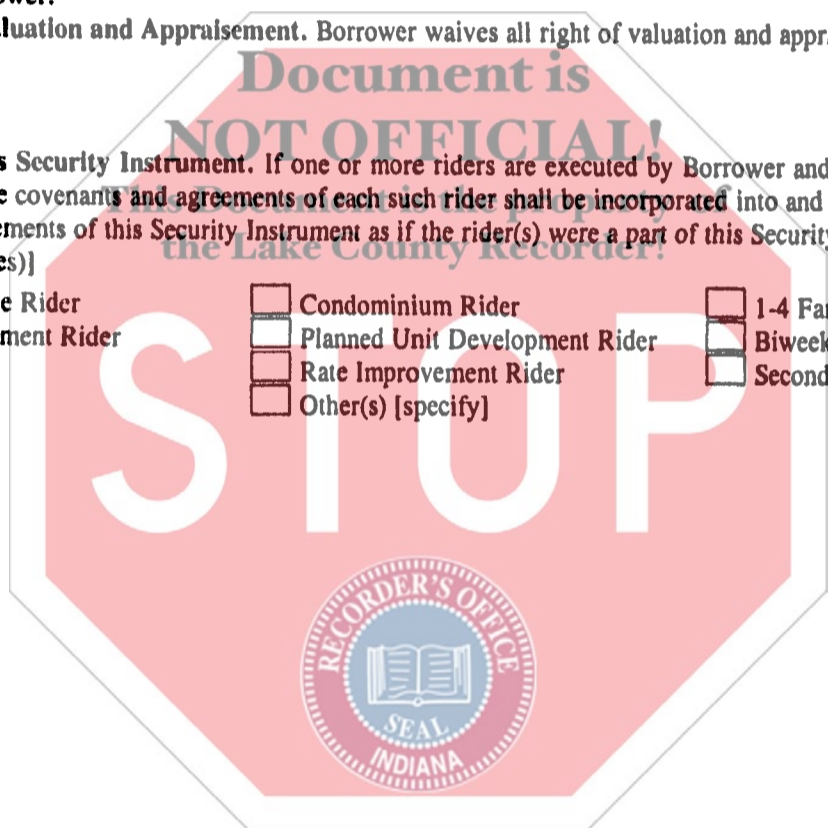 luation and Appraisement. Borrower waives all right of valuation and appr
Document is
NOT OFFICIAL!
s Security Instrument. If one or more riders are executed by Borrower and
e covenants and agreements of each such rider shall be incorporated into and
This Document is the property of
ements of this Security Instrument as if the rider(s) were a part of this Security
the Lake County Recorder!
es)]
e Rider
Condominium Rider
1-4 Fa
ment Rider
Planned Unit Development Rider
Biweek
Rate Improvement Rider
Second
Other(s) [specify]
STOP
RECORDER'S OFFICE
SEAL
INDIANA